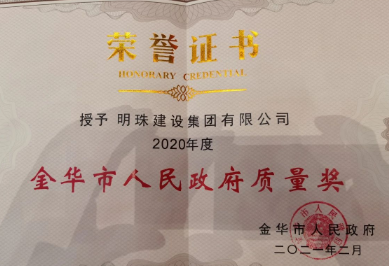 荣誉证书
HONORARY CREDENTIAL
授予 明珠建设集团有限公司
2020年度
金华市人民政府质量奖
金华市人民政府
二〇二一年二月